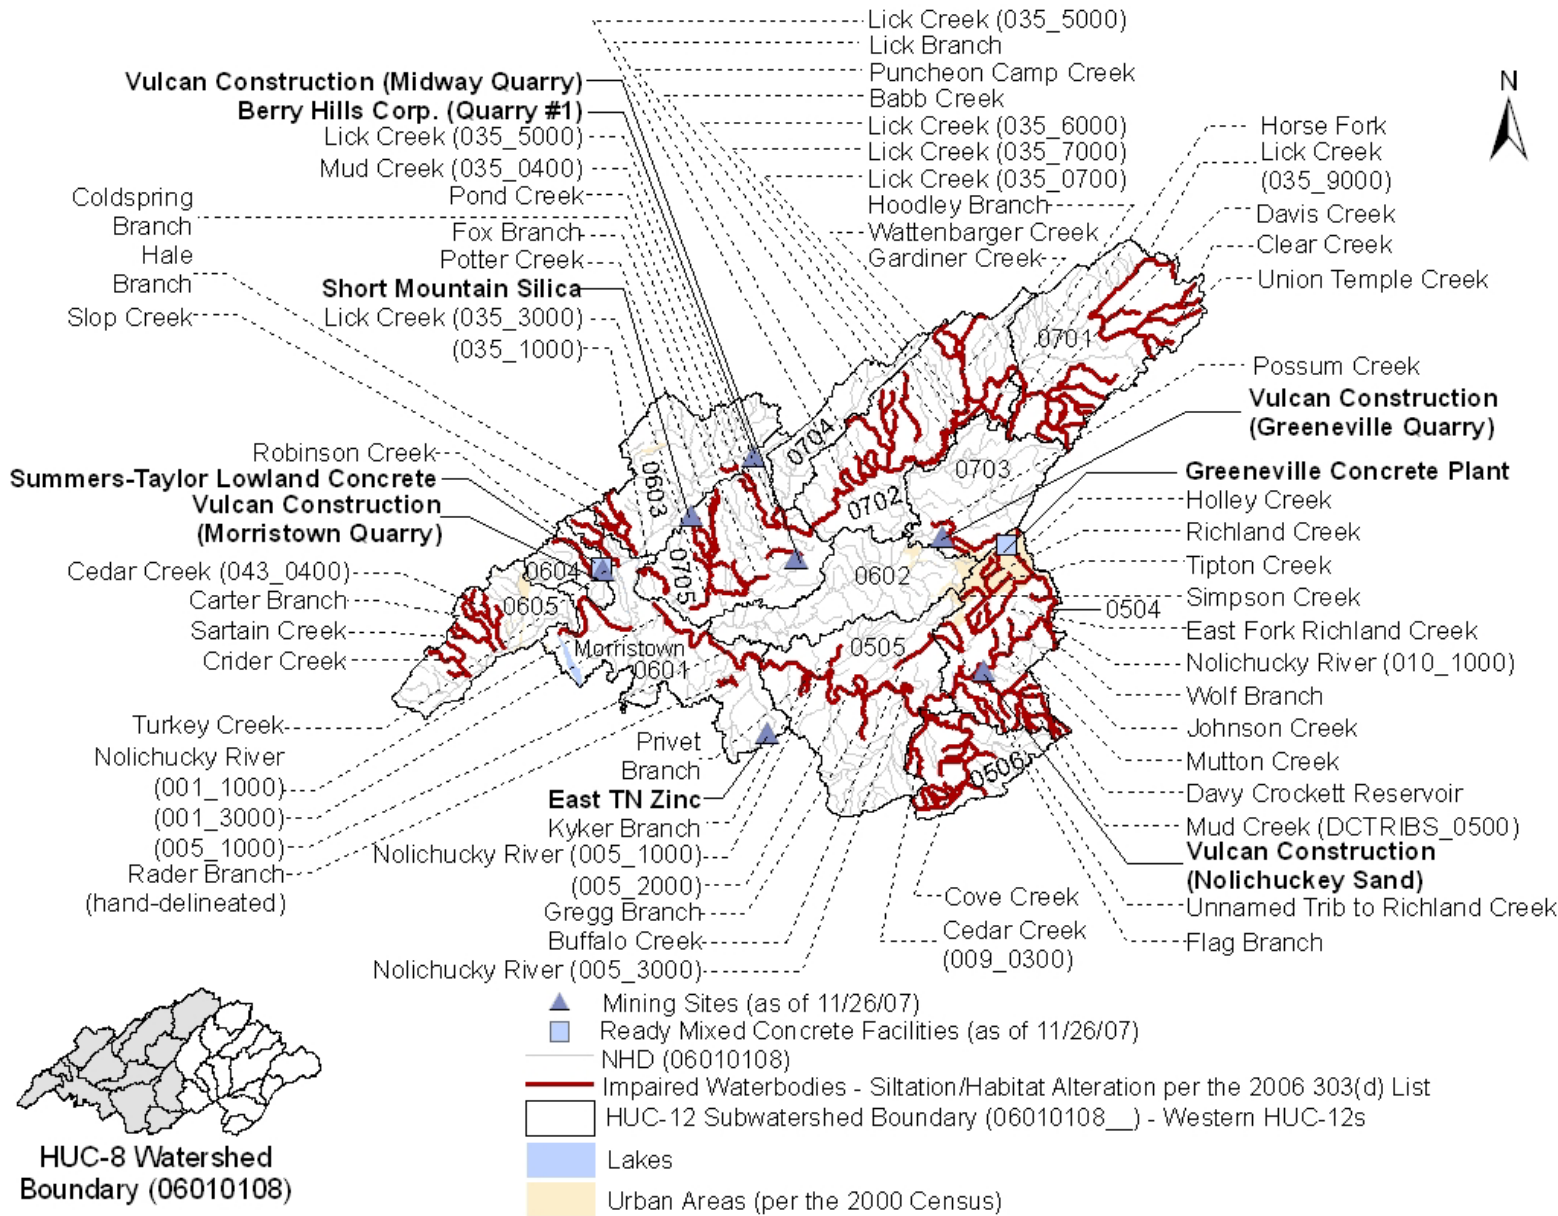 Lick Creek (035_5000)
Lick Branch
Puncheon Camp Creek
Babb Creek
Lick Creek (035_6000)
Lick Creek (035_7000)
Lick Creek (035_0700)
Hoodley Branch
Wattenbarger Creek
Gardiner Creek
N
Horse Fork
Lick Creek
(035_9000)
Davis Creek
Clear Creek
Union Temple Creek
Possum Creek
Vulcan Construction
(Greeneville Quarry)
Greeneville Concrete Plant
Holley Creek
Richland Creek
Tipton Creek
Simpson Creek
0504
East Fork Richland Creek
Nolichucky River (010_1000)
Wolf Branch
Johnson Creek
Mutton Creek
Davy Crockett Reservoir
Mud Creek (DCTRIBS_0500)
Vulcan Construction
(Nolichuckey Sand)
Unnamed Trib to Richland Creek
Flag Branch
Vulcan Construction (Midway Quarry)
Berry Hills Corp. (Quarry #1)
Lick Creek (035_5000)
Mud Creek (035_0400)
Pond Creek
Coldspring
Branch
Fox Branch
Hale
Branch
Potter Creek
Short Mountain Silica
Slop Creek
Lick Creek (035_3000)
(035_1000)
Robinson Creek
Summers-Taylor Lowland Concrete
Vulcan Construction
(Morristown Quarry)
Cedar Creek (043_0400)
Carter Branch
Sartain Creek
Crider Creek
Turkey Creek
Nolichucky River
(001_1000)
(001_3000)
(005_1000)
Rader Branch
(hand-delineated)
0701
0704
0703
0702
0603
0705
0604
0605
0602
0505
Morristown
0601
0506
Privet
Branch
East TN Zinc
Kyker Branch
Nolichucky River (005_1000)
(005_2000)
Gregg Branch
Buffalo Creek
Nolichucky River (005_3000)
Cove Creek
Cedar Creek
(009_0300)
Mining Sites (as of 11/26/07)
Ready Mixed Concrete Facilities (as of 11/26/07)
NHD (06010108)
Impaired Waterbodies - Siltation/Habitat Alteration per the 2006 303(d) List
HUC-12 Subwatershed Boundary (06010108__) - Western HUC-12s
Lakes
Urban Areas (per the 2000 Census)
HUC-8 Watershed
Boundary (06010108)